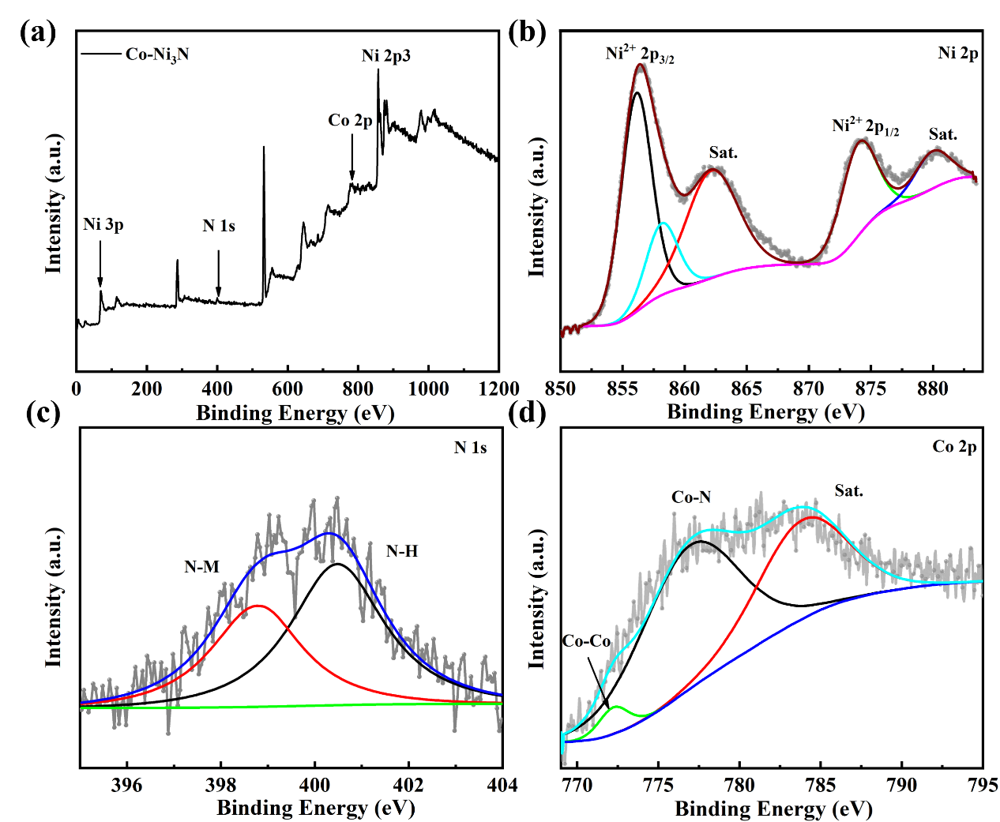 (a)
Co-Ni₃N
Ni 2p3
Co 2p
Ni 3p
N 1s
Intensity (a.u.)
0 200 400 600 800 1000 1200
Binding Energy (eV)
(b)
Ni 2p
Ni²⁺ 2p₃/₂
Sat.
Ni²⁺ 2p₁/₂
Sat.
Intensity (a.u.)
850 855 860 865 870 875 880
Binding Energy (eV)
(c)
N 1s
N-M
N-H
Intensity (a.u.)
396 398 400 402 404
Binding Energy (eV)
(d)
Co 2p
Co-N
Sat.
Co-Co
Intensity (a.u.)
770 775 780 785 790 795
Binding Energy (eV)